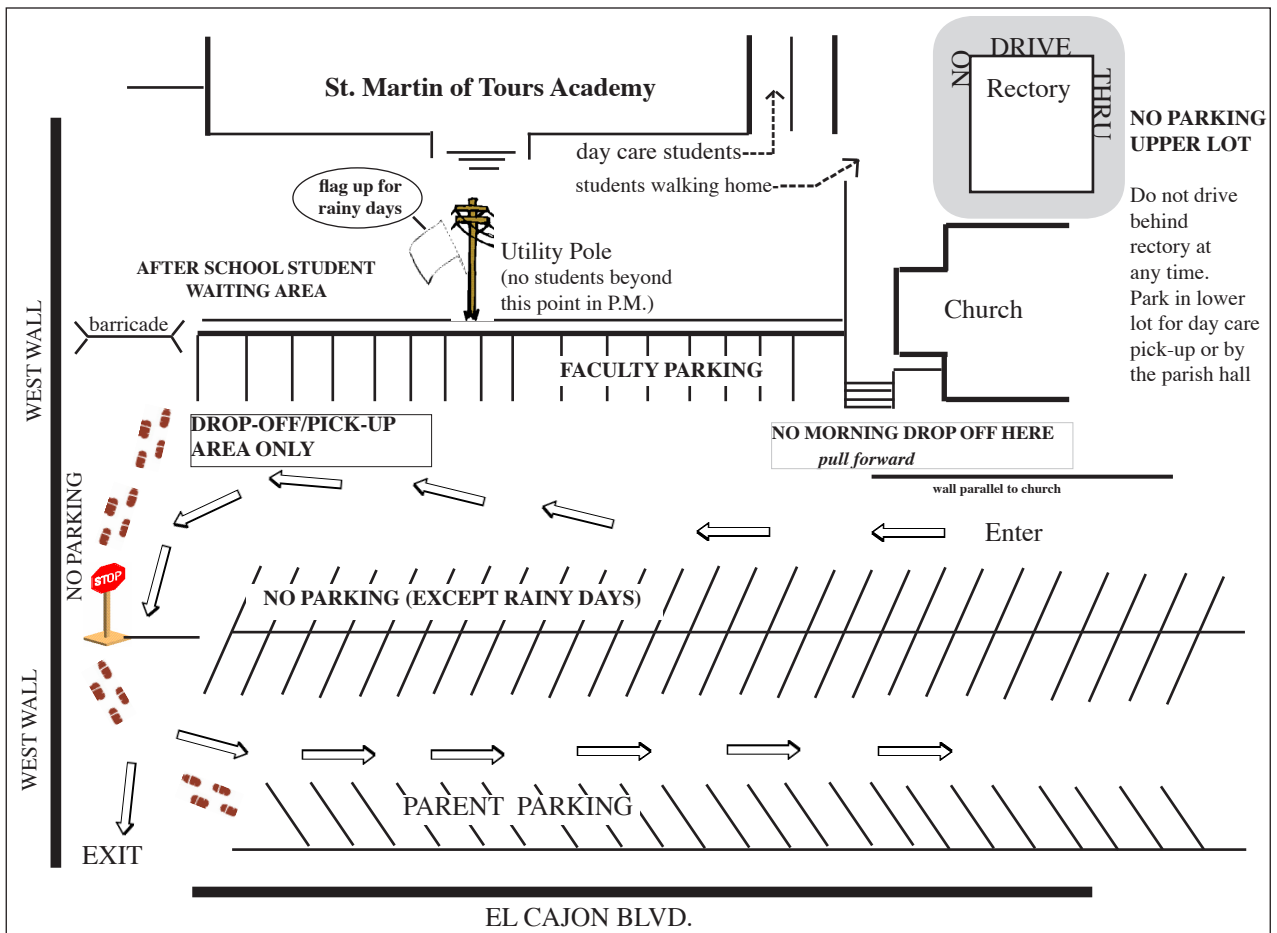 St. Martin of Tours Academy
NO
DRIVE
THRU
Rectory
NO PARKING
UPPER LOT
Do not drive
behind
rectory at
any time.
Park in lower
lot for day care
pick-up or by
the parish hall
day care students
students walking home
flag up for
rainy days
Utility Pole
(no students beyond
this point in P.M.)
AFTER SCHOOL STUDENT
WAITING AREA
barricade
Church
WEST WALL
FACULTY PARKING
DROP-OFF/PICK-UP
AREA ONLY
NO MORNING DROP OFF HERE
pull forward
wall parallel to church
Enter
NO PARKING
STOP
NO PARKING (EXCEPT RAINY DAYS)
WEST WALL
PARENT PARKING
EXIT
EL CAJON BLVD.